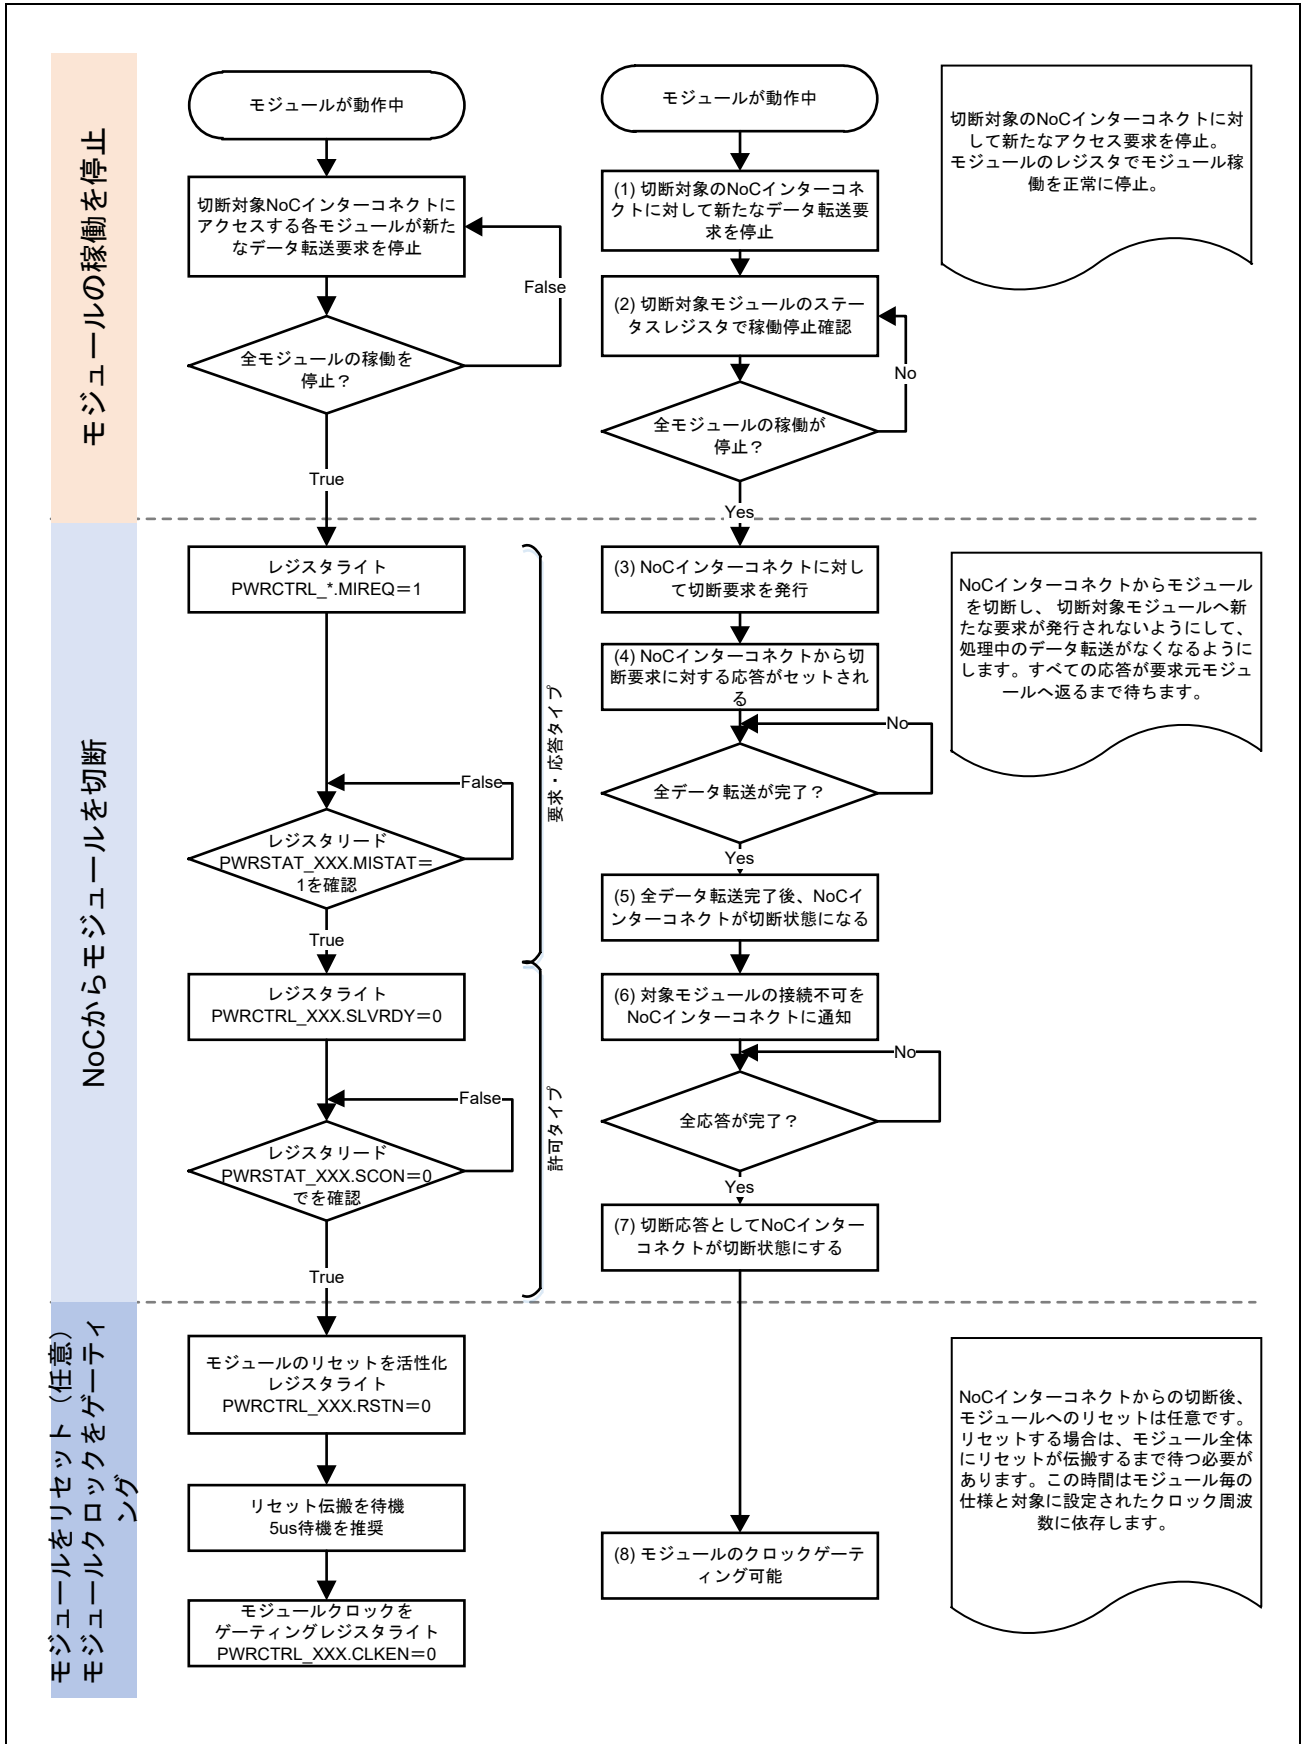 モジュールの稼働を停止
モジュールが動作中
切断対象NoCインターコネクトに
アクセスする各モジュールが新た
なデータ転送要求を停止
False
全モジュールの稼働を
停止？
True
モジュールが動作中
(1) 切断対象のNoCインターコネ
クトに対して新たなデータ転送要
求を停止
(2) 切断対象モジュールのステー
タスレジスタで稼働停止確認
No
全モジュールの稼働が
停止？
Yes
切断対象のNoCインターコネクトに対
して新たなアクセス要求を停止。
モジュールのレジスタでモジュール稼
働を正常に停止。
NoCからモジュールを切断
レジスタライト
PWRCTRL_*.MIREQ＝1
False
レジスタリード
PWRSTAT_XXX.MISTAT＝
1を確認
True
レジスタライト
PWRCTRL_XXX.SLVRDY＝0
False
レジスタリード
PWRSTAT_XXX.SCON＝0
でを確認
True
要求・応答タイプ
許可タイプ
(3) NoCインターコネクトに対し
て切断要求を発行
(4) NoCインターコネクトから切
断要求に対する応答がセットされ
る
No
全データ転送が完了？
Yes
(5) 全データ転送完了後、NoCイ
ンターコネクトが切断状態になる
(6) 対象モジュールの接続不可を
NoCインターコネクトに通知
No
全応答が完了？
Yes
(7) 切断応答としてNoCインター
コネクトが切断状態にする
NoCインターコネクトからモジュール
を切断し、 切断対象モジュールへ新
たな要求が発行されないようにして、
処理中のデータ転送がなくなるように
します。すべての応答が要求元モジュ
ールへ返るまで待ちます。
モジュールをリセット（任意）
モジュールクロックをゲーティ
ング
モジュールのリセットを活性化
レジスタライト
PWRCTRL_XXX.RSTN＝0
リセット伝搬を待機
5us待機を推奨
モジュールクロックを
ゲーティングレジスタライト
PWRCTRL_XXX.CLKEN＝0
(8) モジュールのクロックゲーテ
ィング可能
NoCインターコネクトからの切断後、
モジュールへのリセットは任意です。
リセットする場合は、モジュール全体
にリセットが伝搬するまで待つ必要が
あります。この時間はモジュール毎の
仕様と対象に設定されたクロック周波
数に依存します。